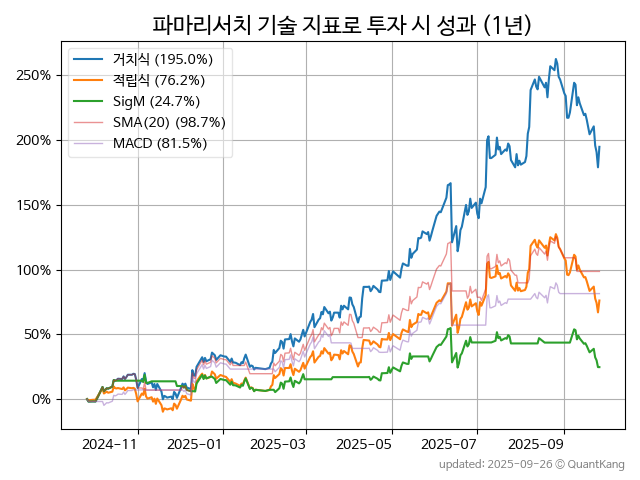 파마리서치 기술 지표로 투자 시 성과 (1년)
거치식 (195.0%)
적립식 (76.2%)
SigM (24.7%)
SMA(20) (98.7%)
MACD (81.5%)
250%
200%
150%
100%
50%
0%
2024-11 2025-01 2025-03 2025-05 2025-07 2025-09
updated: 2025-09-26 © QuantKang